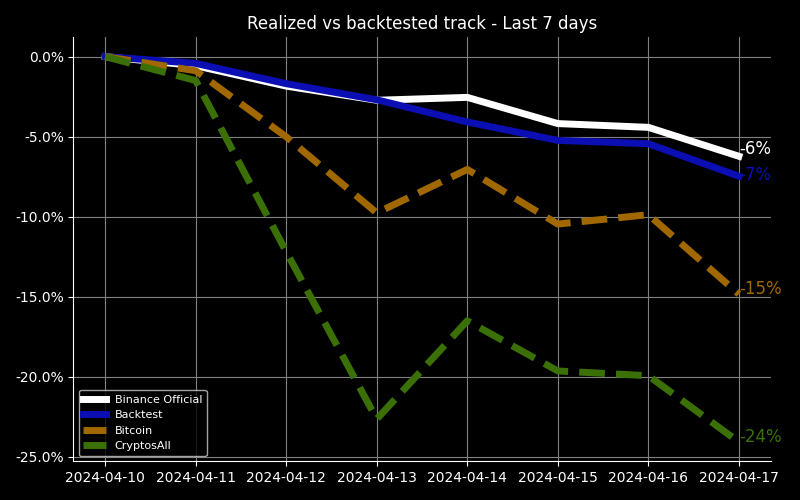 Realized vs backtested track - Last 7 days
0.0%
-5.0%
-10.0%
-15.0%
-20.0%
-25.0%
-6%
-7%
-15%
-24%
Binance Official
Backtest
Bitcoin
CryptosAll
2024-04-10 2024-04-11 2024-04-12 2024-04-13 2024-04-14 2024-04-15 2024-04-16 2024-04-17